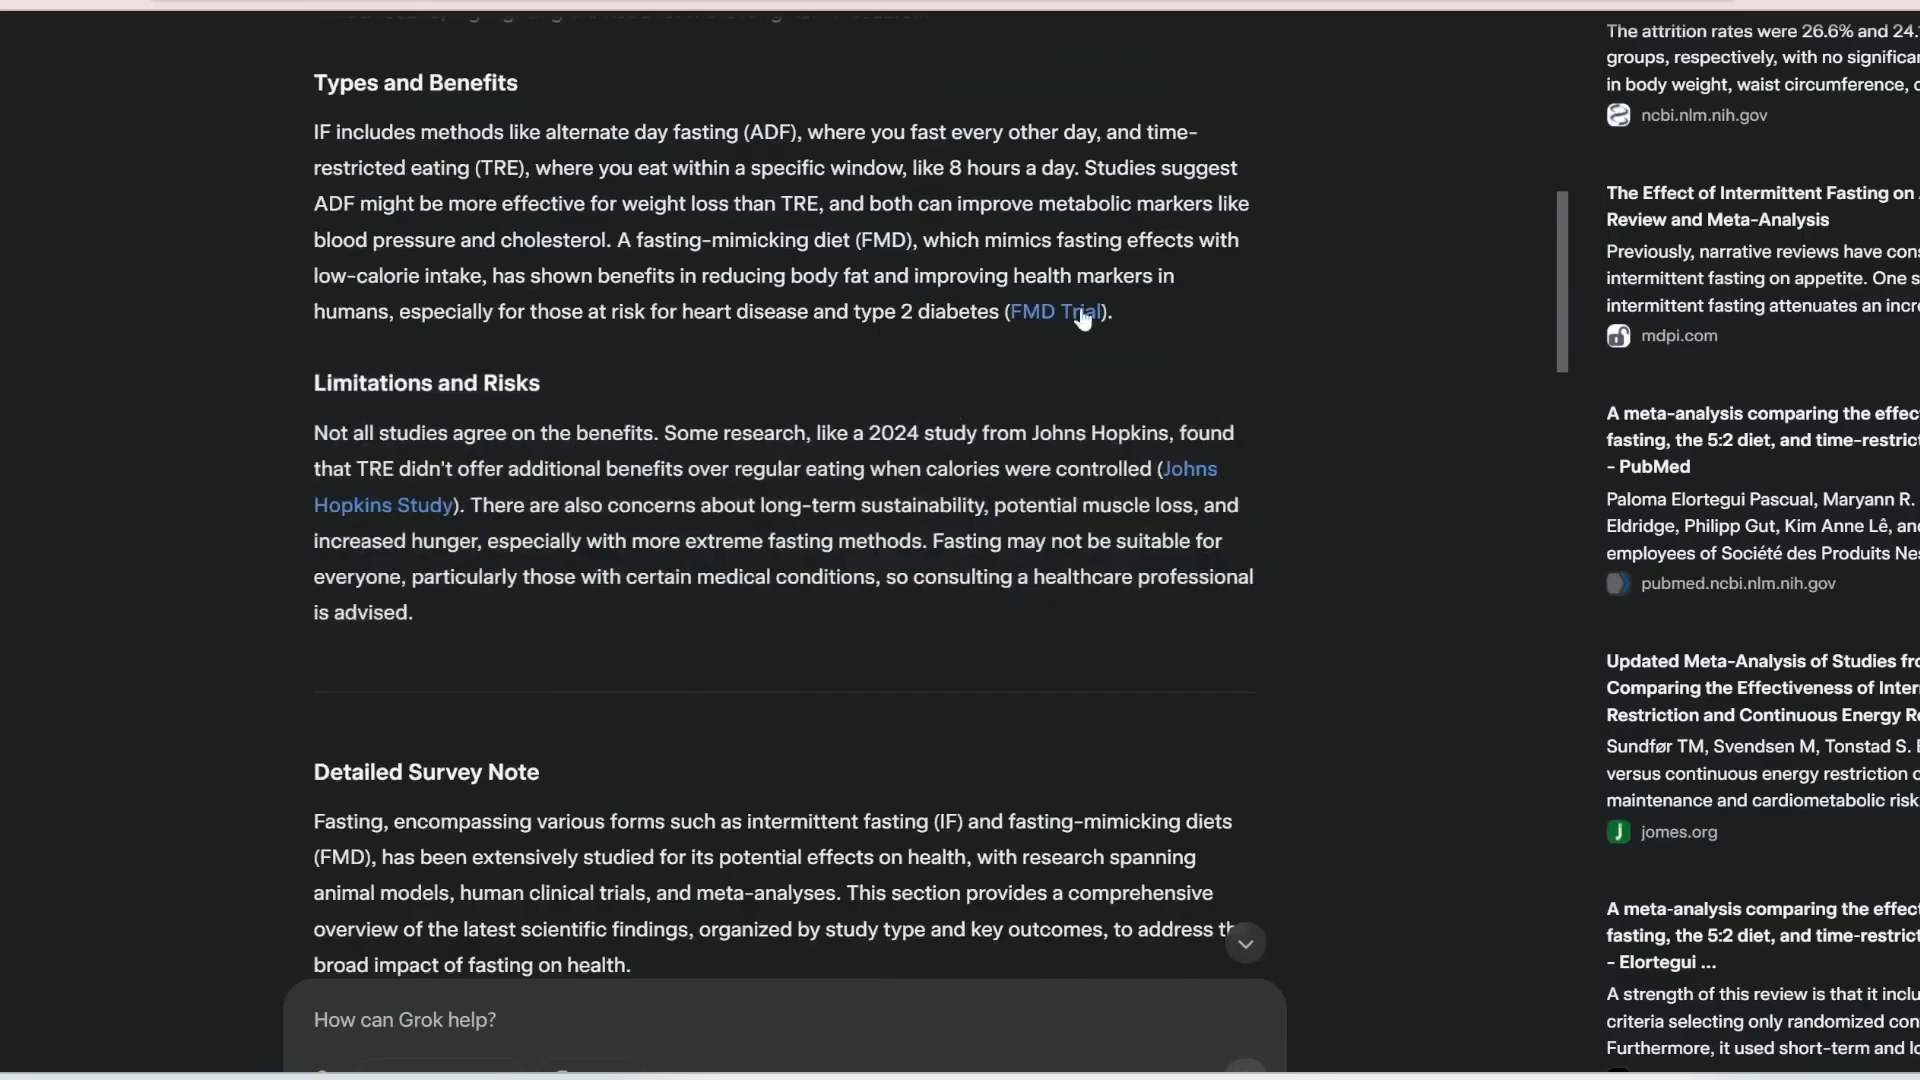 Types and Benefits
IF includes methods like alternate day fasting (ADF), where you fast every other day, and time-
restricted eating (TRE), where you eat within a specific window, like 8 hours a day. Studies suggest
ADF might be more effective for weight loss than TRE, and both can improve metabolic markers like
blood pressure and cholesterol. A fasting-mimicking diet (FMD), which mimics fasting effects with
low-calorie intake, has shown benefits in reducing body fat and improving health markers in
humans, especially for those at risk for heart disease and type 2 diabetes (FMD Trial).
Limitations and Risks
Not all studies agree on the benefits. Some research, like a 2024 study from Johns Hopkins, found
that TRE didn't offer additional benefits over regular eating when calories were controlled (Johns
Hopkins Study). There are also concerns about long-term sustainability, potential muscle loss, and
increased hunger, especially with more extreme fasting methods. Fasting may not be suitable for
everyone, particularly those with certain medical conditions, so consulting a healthcare professional
is advised.
Detailed Survey Note
Fasting, encompassing various forms such as intermittent fasting (IF) and fasting-mimicking diets
(FMD), has been extensively studied for its potential effects on health, with research spanning
animal models, human clinical trials, and meta-analyses. This section provides a comprehensive
overview of the latest scientific findings, organized by study type and key outcomes, to address th
broad impact of fasting on health.
How can Grok help?
The attrition rates were 26.6% and 24.
groups, respectively, with no significa
in body weight, waist circumference,
ncbi.nlm.nih.gov
The Effect of Intermittent Fasting on
Review and Meta-Analysis
Previously, narrative reviews have con
intermittent fasting on appetite. One s
intermittent fasting attenuates an incr
mdpi.com
A meta-analysis comparing the effec
fasting, the 5:2 diet, and time-restric
- PubMed
Paloma Elortegui Pascual, Maryann R.
Eldridge, Philipp Gut, Kim Anne Lê, an
employees of Société des Produits Ne
pubmed.ncbi.nlm.nih.gov
Updated Meta-Analysis of Studies fr
Comparing the Effectiveness of Inter
Restriction and Continuous Energy R
Sundfør TM, Svendsen M, Tonstad S.
versus continuous energy restriction
maintenance and cardiometabolic risk
jomes.org
A meta-analysis comparing the effec
fasting, the 5:2 diet, and time-restric
- Elortegui ...
A strength of this review is that it inclu
criteria selecting only randomized con
Furthermore, it used short-term and lo